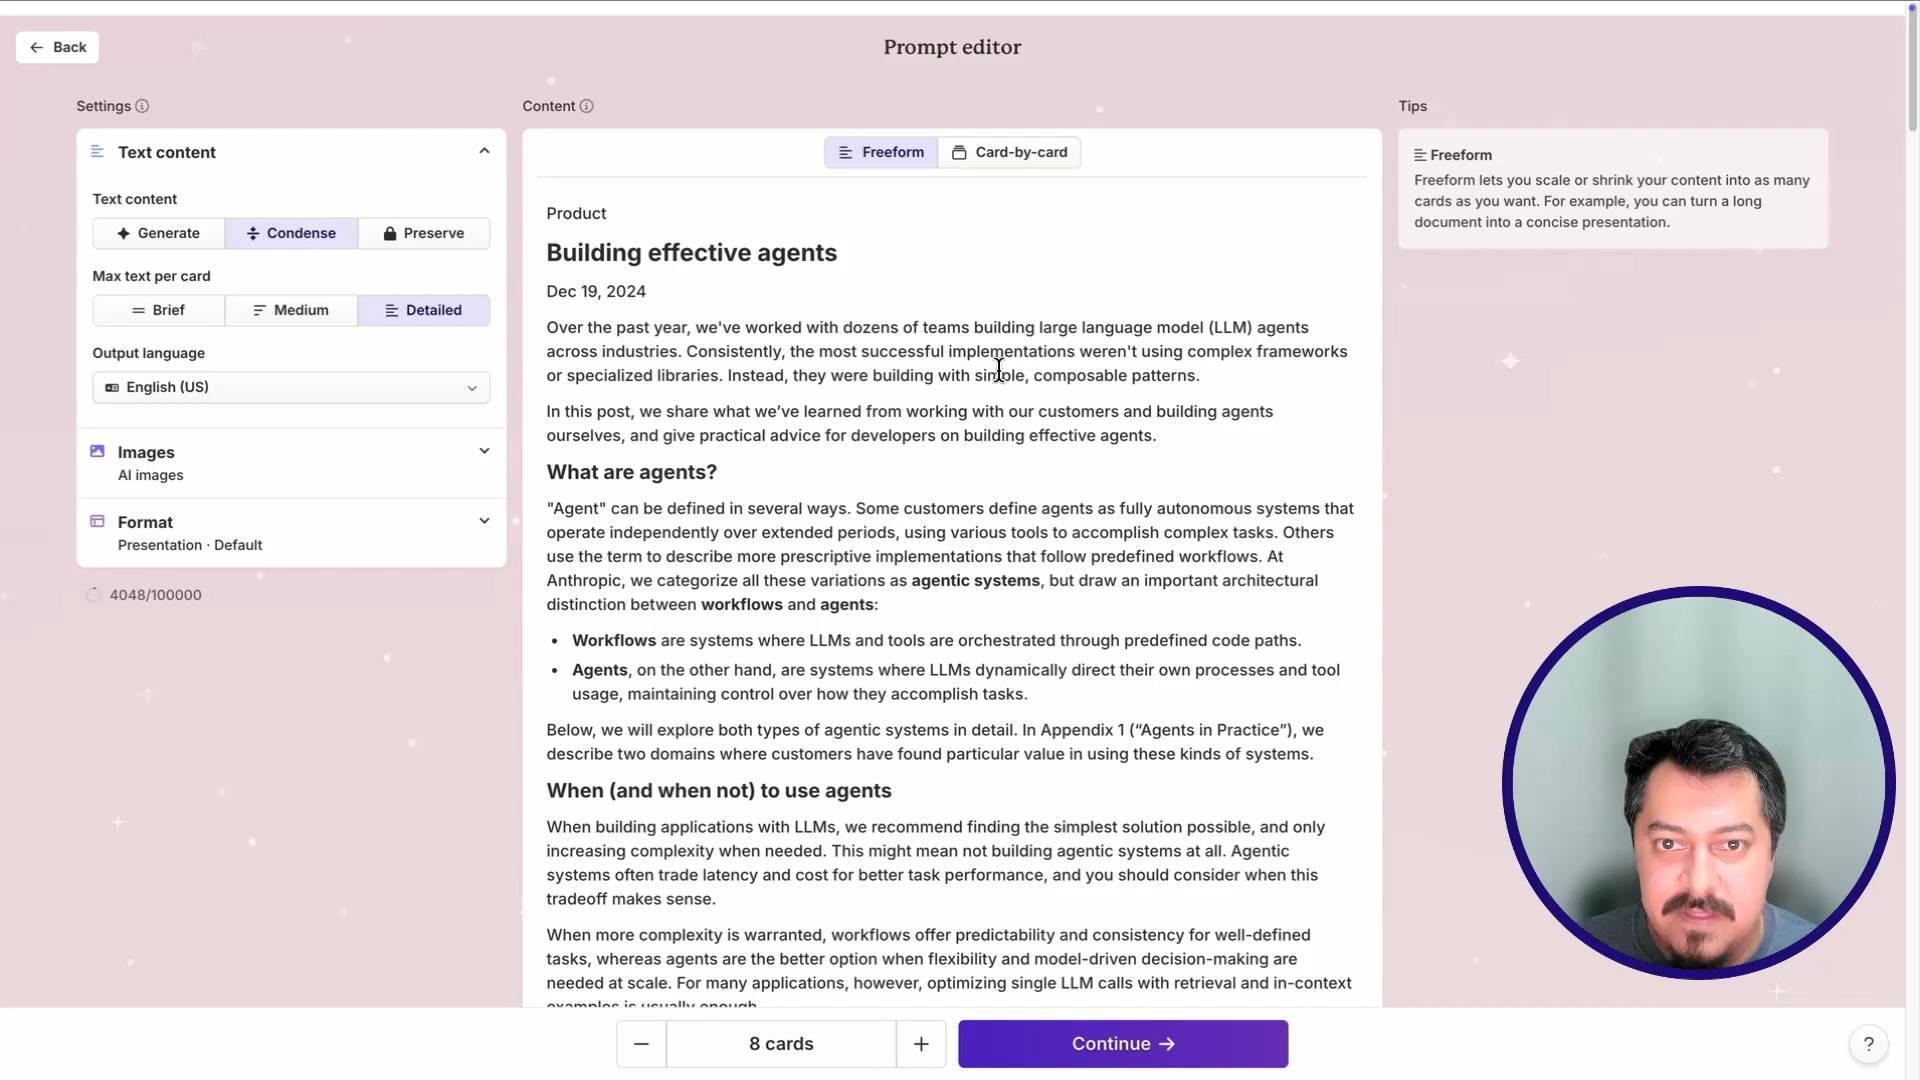 Back
Prompt editor
Settings
Content
Tips
Text content
Text content
Generate
Condense
Preserve
Max text per card
Brief
Medium
Detailed
Output language
English (US)
Images
AI images
Format
Presentation · Default
4048/100000
Freeform
Card-by-card
Product
Building effective agents
Dec 19, 2024
Over the past year, we've worked with dozens of teams building large language model (LLM) agents
across industries. Consistently, the most successful implementations weren't using complex frameworks
or specialized libraries. Instead, they were building with simple, composable patterns.
In this post, we share what we’ve learned from working with our customers and building agents
ourselves, and give practical advice for developers on building effective agents.
What are agents?
"Agent" can be defined in several ways. Some customers define agents as fully autonomous systems that
operate independently over extended periods, using various tools to accomplish complex tasks. Others
use the term to describe more prescriptive implementations that follow predefined workflows. At
Anthropic, we categorize all these variations as agentic systems, but draw an important architectural
distinction between workflows and agents:
• Workflows are systems where LLMs and tools are orchestrated through predefined code paths.
• Agents, on the other hand, are systems where LLMs dynamically direct their own processes and tool
usage, maintaining control over how they accomplish tasks.
Below, we will explore both types of agentic systems in detail. In Appendix 1 (“Agents in Practice”), we
describe two domains where customers have found particular value in using these kinds of systems.
When (and when not) to use agents
When building applications with LLMs, we recommend finding the simplest solution possible, and only
increasing complexity when needed. This might mean not building agentic systems at all. Agentic
systems often trade latency and cost for better task performance, and you should consider when this
tradeoff makes sense.
When more complexity is warranted, workflows offer predictability and consistency for well-defined
tasks, whereas agents are the better option when flexibility and model-driven decision-making are
needed at scale. For many applications, however, optimizing single LLM calls with retrieval and in-context
examples is usually enough.
Freeform
Freeform lets you scale or shrink your content into as many
cards as you want. For example, you can turn a long
document into a concise presentation.
8 cards
Continue
?